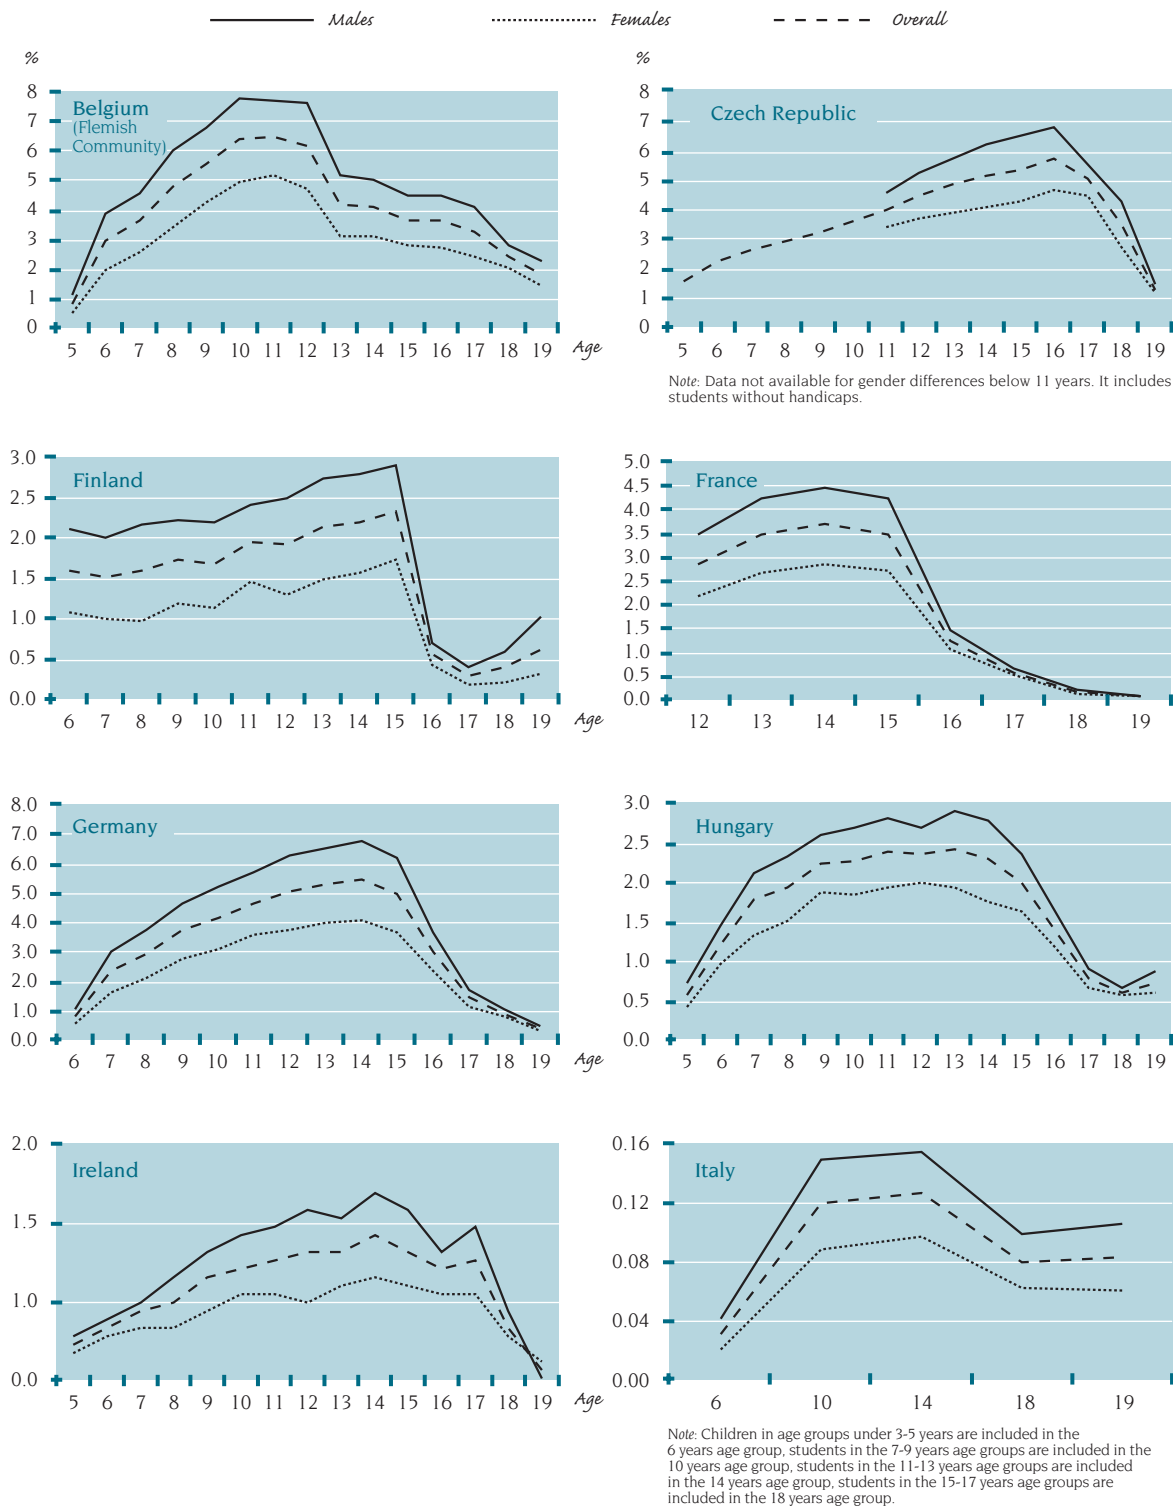 Males Females Overall
% %
8 Belgium
7 (Flemish
6 Community)
5
4
3
2
1
0
5 6 7 8 9 10 11 12 13 14 15 16 17 18 19 Age
8
7 Czech Republic
6
5
4
3
2
1
0
5 6 7 8 9 10 11 12 13 14 15 16 17 18 19
Note: Data not available for gender differences below 11 years. It includes
students without handicaps.
3.0
Finland
2.5
2.0
1.5
1.0
0.5
0.0
6 7 8 9 10 11 12 13 14 15 16 17 18 19 Age
5.0
France
4.5
4.0
3.5
3.0
2.5
2.0
1.5
1.0
0.5
0.0
12 13 14 15 16 17 18 19
8.0
Germany
7.0
6.0
5.0
4.0
3.0
2.0
1.0
0.0
6 7 8 9 10 11 12 13 14 15 16 17 18 19 Age
3.0
Hungary
2.5
2.0
1.5
1.0
0.5
0.0
5 6 7 8 9 10 11 12 13 14 15 16 17 18 19
2.0
Ireland
1.5
1.0
0.0
5 6 7 8 9 10 11 12 13 14 15 16 17 18 19 Age
0.16
Italy
0.12
0.08
0.04
0.00
6 10 14 18 19
Note: Children in age groups under 3-5 years are included in the
6 years age group, students in the 7-9 years age groups are included in the
10 years age group, students in the 11-13 years age groups are included
in the 14 years age group, students in the 15-17 years age groups are
included in the 18 years age group.